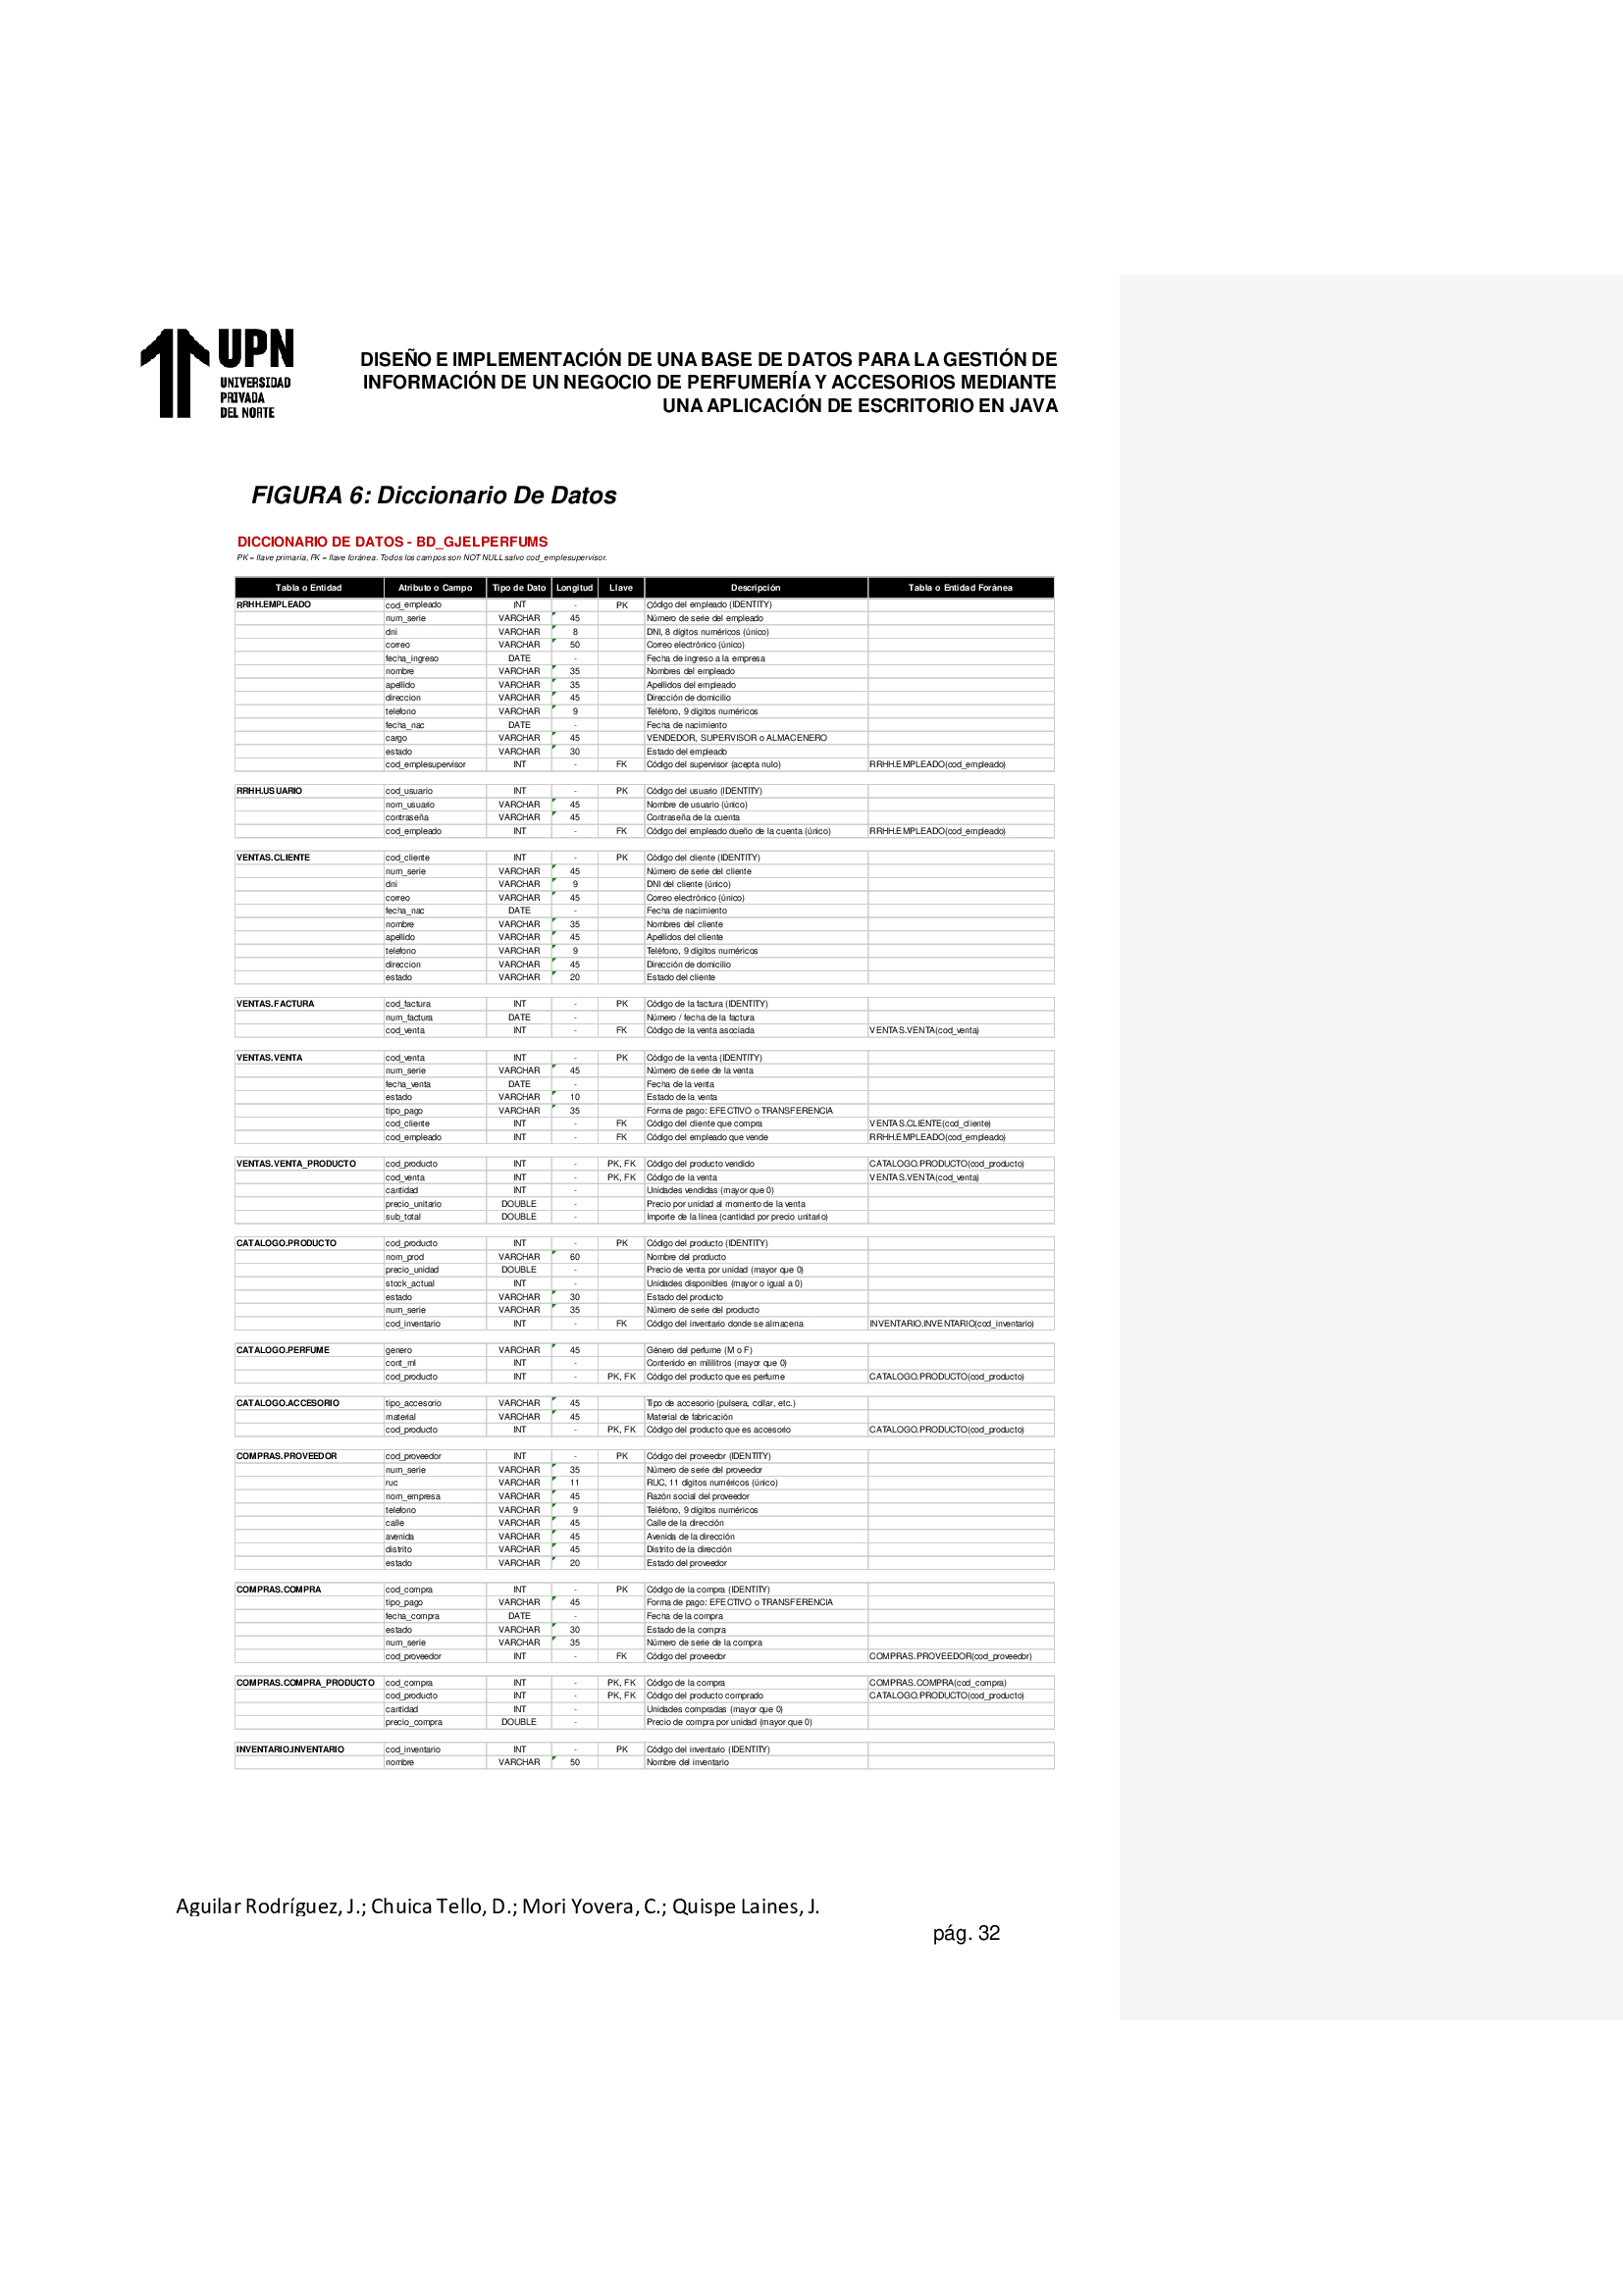 UPN
UNIVERSIDAD
PRIVADA
DEL NORTE
DISEÑO E IMPLEMENTACIÓN DE UNA BASE DE DATOS PARA LA GESTIÓN DE
INFORMACIÓN DE UN NEGOCIO DE PERFUMERÍA Y ACCESORIOS MEDIANTE
UNA APLICACIÓN DE ESCRITORIO EN JAVA
FIGURA 6: Diccionario De Datos
DICCIONARIO DE DATOS - BD_GJELPERFUMS
PK = llave primaria, FK = llave foránea. Todos los campos son NOT NULL salvo cod_emplesupervisor.
Tabla o Entidad Atributo o Campo Tipo de Dato Longitud Llave Descripción Tabla o Entidad Foránea
RRHH.EMPLEADO cod_empleado INT - PK Código del empleado (IDENTITY)
num_serie VARCHAR 45 Número de serie del empleado
dni VARCHAR 8 DNI, 8 dígitos numéricos (único)
correo VARCHAR 50 Correo electrónico (único)
fecha_ingreso DATE - Fecha de ingreso a la empresa
nombre VARCHAR 35 Nombres del empleado
apellido VARCHAR 35 Apellidos del empleado
direccion VARCHAR 45 Dirección de domicilio
telefono VARCHAR 9 Teléfono, 9 dígitos numéricos
fecha_nac DATE - Fecha de nacimiento
cargo VARCHAR 45 VENDEDOR, SUPERVISOR o ALMACENERO
estado VARCHAR 30 Estado del empleado
cod_emplesupervisor INT - FK Código del supervisor (acepta nulo) RRHH.EMPLEADO(cod_empleado)
RRHH.USUARIO cod_usuario INT - PK Código del usuario (IDENTITY)
nom_usuario VARCHAR 45 Nombre de usuario (único)
contraseña VARCHAR 45 Contraseña de la cuenta
cod_empleado INT - FK Código del empleado dueño de la cuenta (único) RRHH.EMPLEADO(cod_empleado)
VENTAS.CLIENTE cod_cliente INT - PK Código del cliente (IDENTITY)
num_serie VARCHAR 45 Número de serie del cliente
dni VARCHAR 9 DNI del cliente (único)
correo VARCHAR 45 Correo electrónico (único)
fecha_nac DATE - Fecha de nacimiento
nombre VARCHAR 35 Nombres del cliente
apellido VARCHAR 45 Apellidos del cliente
telefono VARCHAR 9 Teléfono, 9 dígitos numéricos
direccion VARCHAR 45 Dirección de domicilio
estado VARCHAR 20 Estado del cliente
VENTAS.FACTURA cod_factura INT - PK Código de la factura (IDENTITY)
num_factura DATE - Número / fecha de la factura
cod_venta INT - FK Código de la venta asociada VENTAS.VENTA(cod_venta)
VENTAS.VENTA cod_venta INT - PK Código de la venta (IDENTITY)
num_serie VARCHAR 45 Número de serie de la venta
fecha_venta DATE - Fecha de la venta
estado VARCHAR 10 Estado de la venta
tipo_pago VARCHAR 35 Forma de pago: EFECTIVO o TRANSFERENCIA
cod_cliente INT - FK Código del cliente que compra VENTAS.CLIENTE(cod_cliente)
cod_empleado INT - FK Código del empleado que vende RRHH.EMPLEADO(cod_empleado)
VENTAS.VENTA_PRODUCTO cod_producto INT - PK, FK Código del producto vendido CATALOGO.PRODUCTO(cod_producto)
cod_venta INT - PK, FK Código de la venta VENTAS.VENTA(cod_venta)
cantidad INT - Unidades vendidas (mayor que 0)
precio_unitario DOUBLE - Precio por unidad al momento de la venta
sub_total DOUBLE - Importe de la línea (cantidad por precio unitario)
CATALOGO.PRODUCTO cod_producto INT - PK Código del producto (IDENTITY)
nom_prod VARCHAR 60 Nombre del producto
precio_unidad DOUBLE - Precio de venta por unidad (mayor que 0)
stock_actual INT - Unidades disponibles (mayor o igual a 0)
estado VARCHAR 30 Estado del producto
num_serie VARCHAR 35 Número de serie del producto
cod_inventario INT - FK Código del inventario donde se almacena INVENTARIO.INVENTARIO(cod_inventario)
CATALOGO.PERFUME genero VARCHAR 45 Género del perfume (M o F)
cont_ml INT - Contenido en mililitros (mayor que 0)
cod_producto INT - PK, FK Código del producto que es perfume CATALOGO.PRODUCTO(cod_producto)
CATALOGO.ACCESORIO tipo_accesorio VARCHAR 45 Tipo de accesorio (pulsera, collar, etc.)
material VARCHAR 45 Material de fabricación
cod_producto INT - PK, FK Código del producto que es accesorio CATALOGO.PRODUCTO(cod_producto)
COMPRAS.PROVEEDOR cod_proveedor INT - PK Código del proveedor (IDENTITY)
num_serie VARCHAR 35 Número de serie del proveedor
ruc VARCHAR 11 RUC, 11 dígitos numéricos (único)
nom_empresa VARCHAR 45 Razón social del proveedor
telefono VARCHAR 9 Teléfono, 9 dígitos numéricos
calle VARCHAR 45 Calle de la dirección
avenida VARCHAR 45 Avenida de la dirección
distrito VARCHAR 45 Distrito de la dirección
estado VARCHAR 20 Estado del proveedor
COMPRAS.COMPRA cod_compra INT - PK Código de la compra (IDENTITY)
tipo_pago VARCHAR 45 Forma de pago: EFECTIVO o TRANSFERENCIA
fecha_compra DATE - Fecha de la compra
estado VARCHAR 30 Estado de la compra
num_serie VARCHAR 35 Número de serie de la compra
cod_proveedor INT - FK Código del proveedor COMPRAS.PROVEEDOR(cod_proveedor)
COMPRAS.COMPRA_PRODUCTO cod_compra INT - PK, FK Código de la compra COMPRAS.COMPRA(cod_compra)
cod_producto INT - PK, FK Código del producto comprado CATALOGO.PRODUCTO(cod_producto)
cantidad INT - Unidades compradas (mayor que 0)
precio_compra DOUBLE - Precio de compra por unidad (mayor que 0)
INVENTARIO.INVENTARIO cod_inventario INT - PK Código del inventario (IDENTITY)
nombre VARCHAR 50 Nombre del inventario
Aguilar Rodríguez, J.; Chuica Tello, D.; Mori Yovera, C.; Quispe Laines, J.
pág. 32